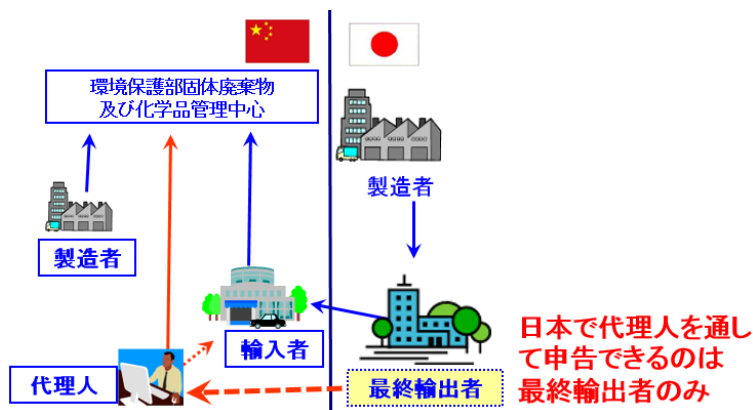 環境保護部固体廃棄物
及び化学品管理中心
製造者
製造者
輸入者
代理人
最終輸出者
日本で代理人を通し
て申告できるのは
最終輸出者のみ